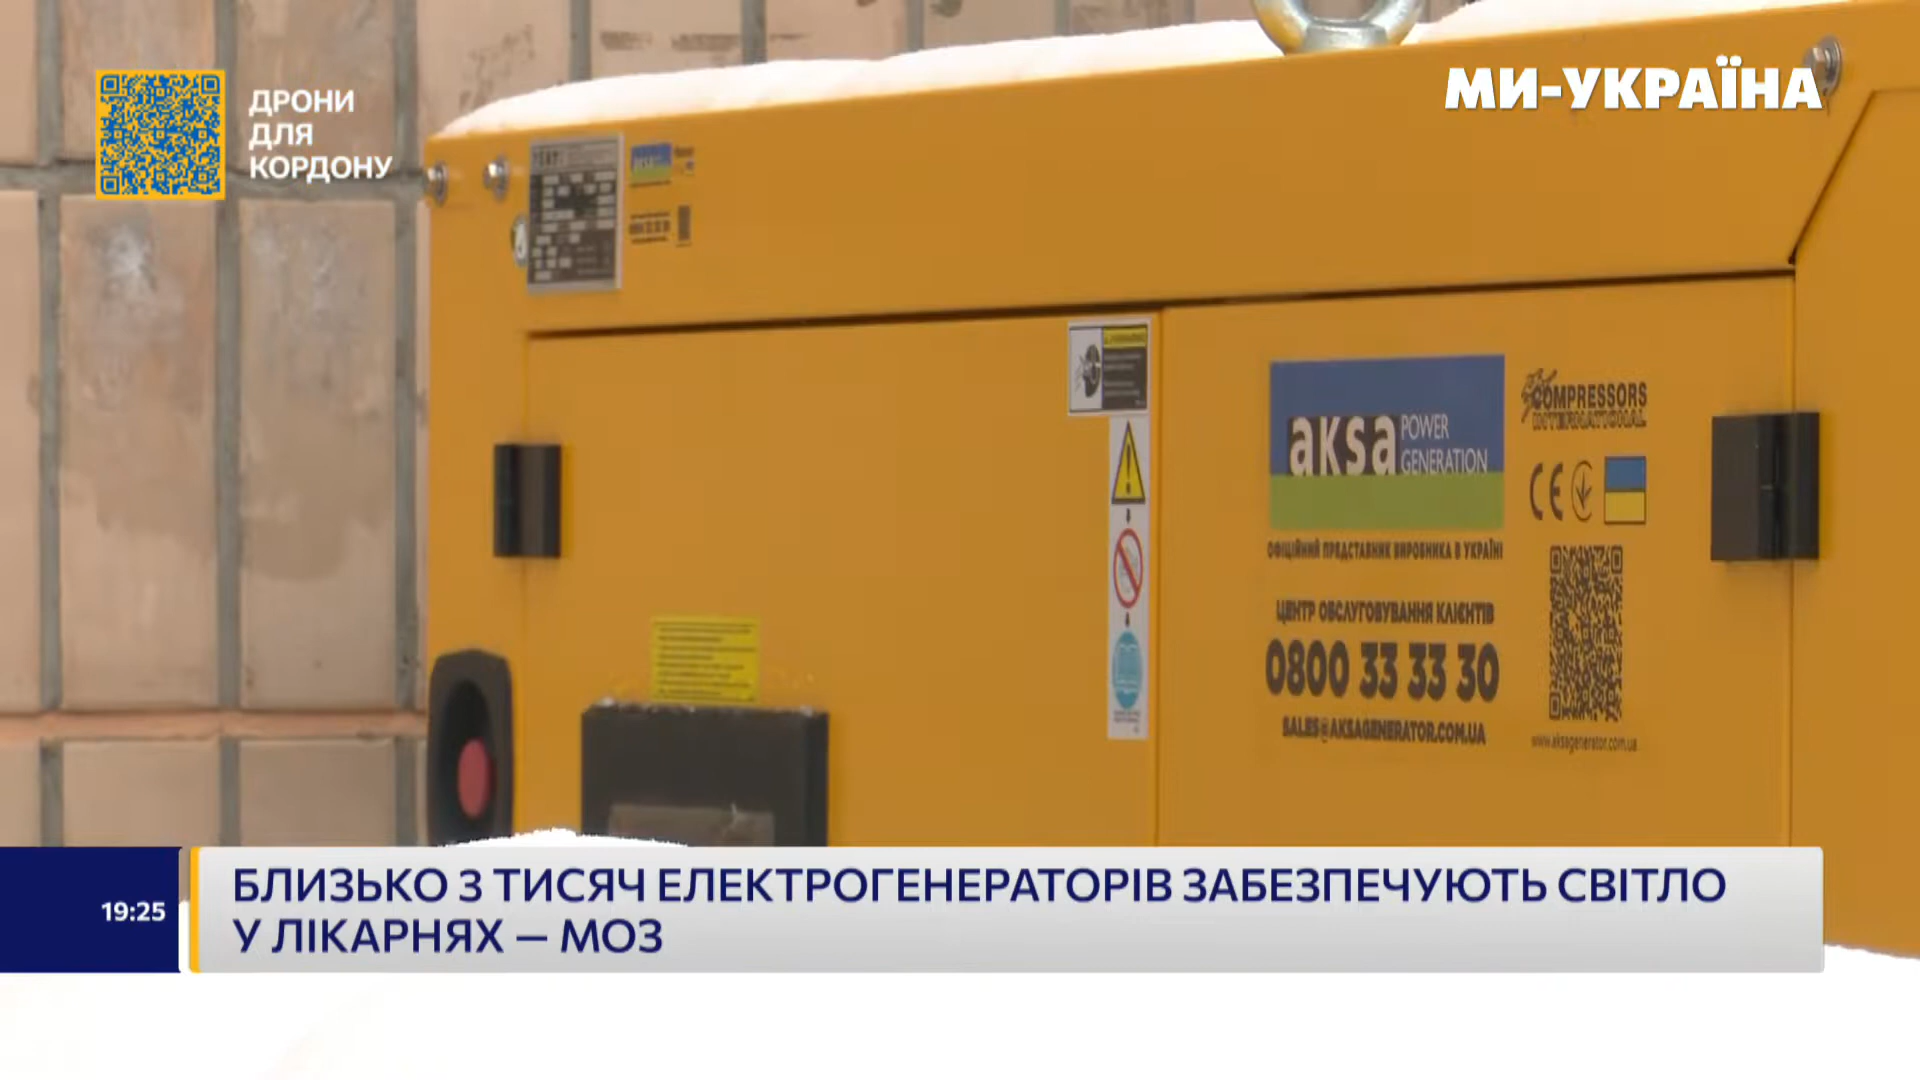 ДРОНИ
ДЛЯ
КОРДОНУ
МИ-УКРАЇНА
aksa POWER
GENERATION
COMPRESSORS
INTERNATIONAL
CE
ОФІЦІЙНИЙ ПРЕДСТАВНИК ВИРОБНИКА В УКРАЇНІ
ЦЕНТР ОБСЛУГОВУВАННЯ КЛІЄНТІВ
0800 33 33 30
SALES@AKSAGENERATOR.COM.UA
www.aksagenerator.com.ua
19:25
БЛИЗЬКО 3 ТИСЯЧ ЕЛЕКТРОГЕНЕРАТОРІВ ЗАБЕЗПЕЧУЮТЬ СВІТЛО
У ЛІКАРНЯХ — МОЗ